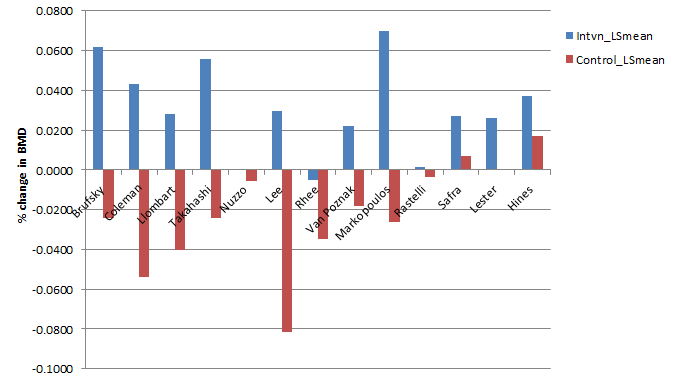 0.0800
0.0600
0.0400
0.0200
0.0000
-0.0200
-0.0400
-0.0600
-0.0800
-0.1000
% change in BMD
Brufsky
Coleman
Llombart
Takahashi
Nuzzo
Lee
Rhee
Van Poznak
Markopoulos
Rastelli
Safra
Lester
Hines
Intvn_LSmean
Control_LSmean